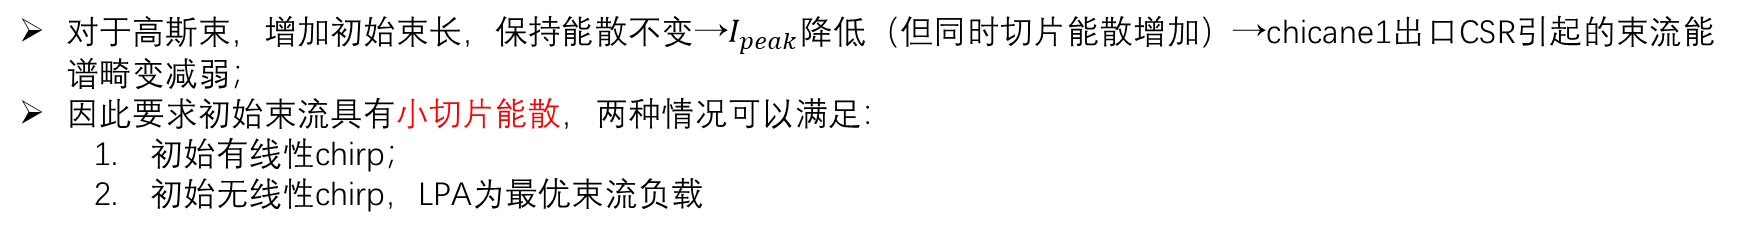 ➢ 对于高斯束，增加初始束长，保持能散不变→I_peak降低（但同时切片能散增加）→chicane1出口CSR引起的束流能
谱畸变减弱；
➢ 因此要求初始束流具有小切片能散，两种情况可以满足：
1. 初始有线性chirp；
2. 初始无线性chirp，LPA为最优束流负载